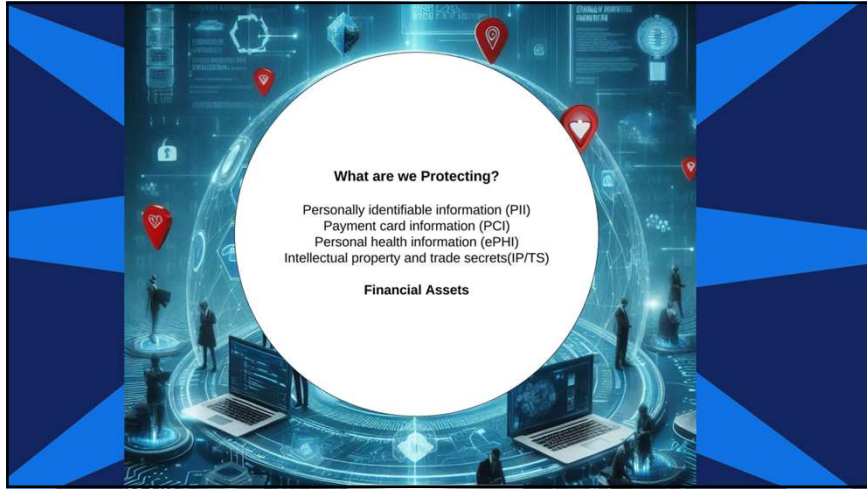 What are we Protecting?
Personally identifiable information (PII)
Payment card information (PCI)
Personal health information (ePHI)
Intellectual property and trade secrets(IP/TS)
Financial Assets